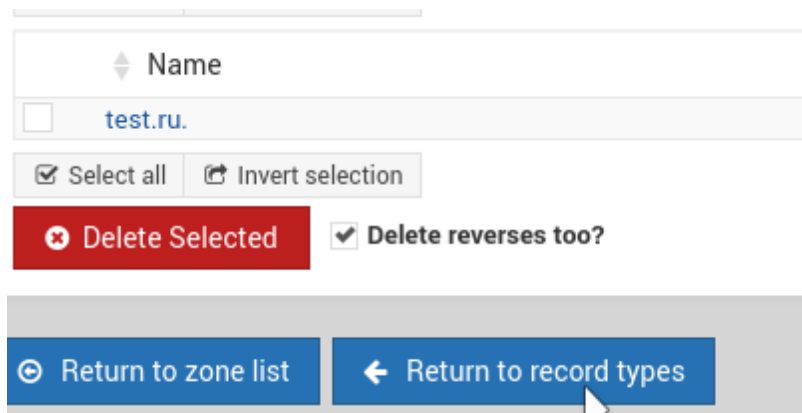 Name
test.ru.
Select all Invert selection
Delete Selected Delete reverses too?
Return to zone list Return to record types